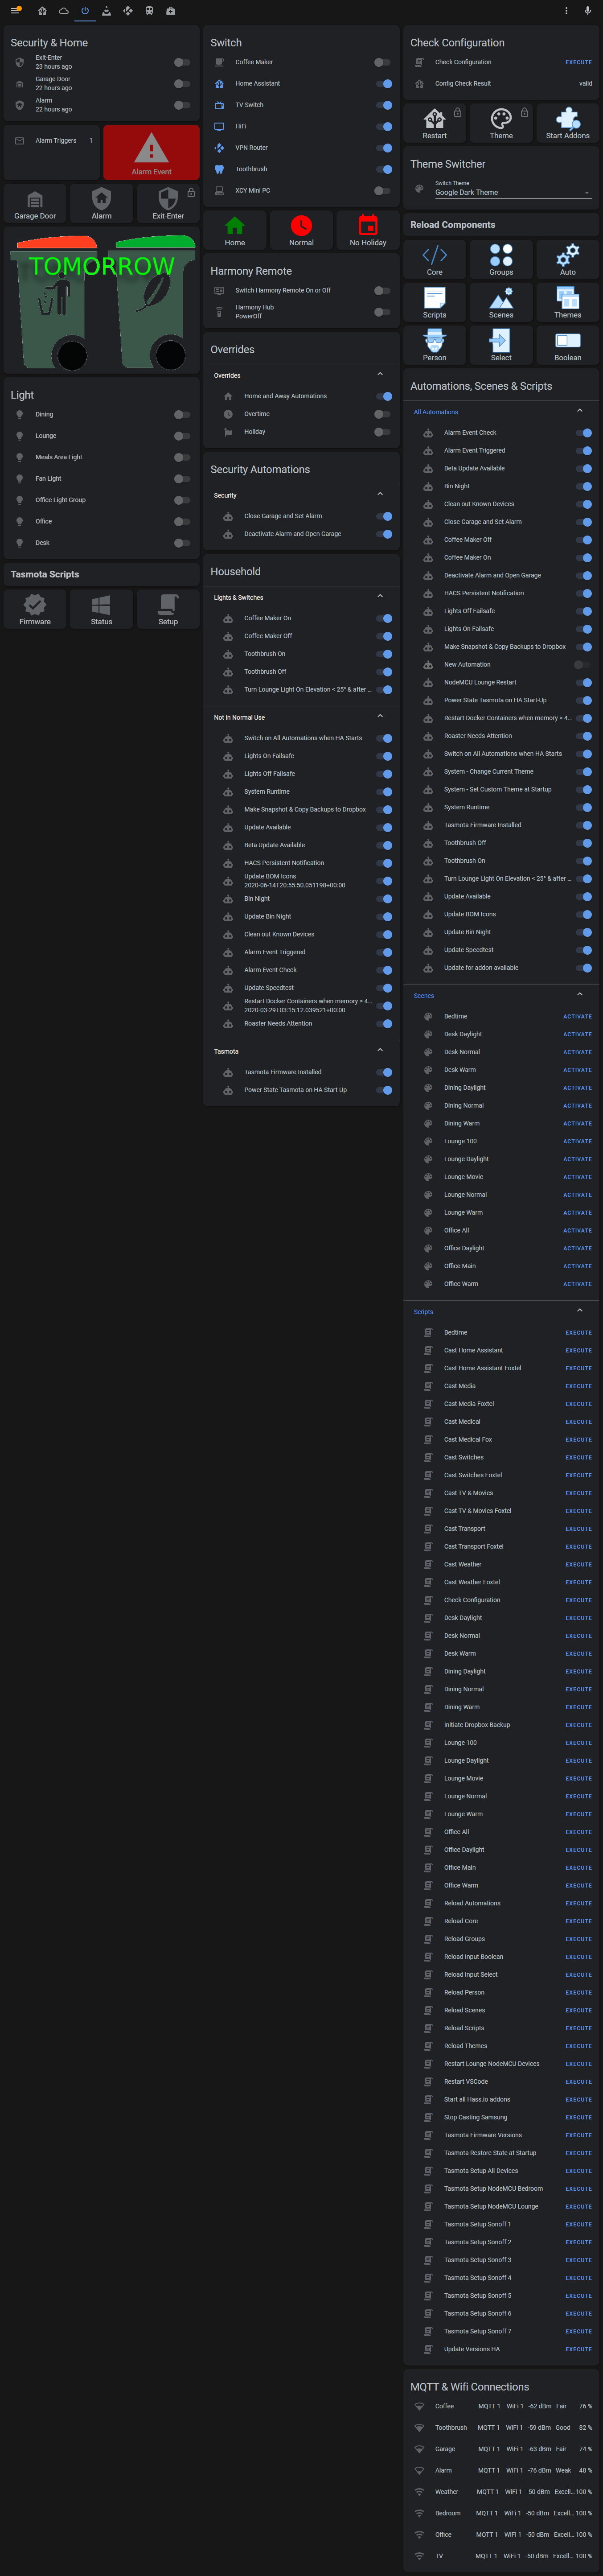 Security & Home
Exit-Enter
23 hours ago
Garage Door
22 hours ago
Alarm
22 hours ago
Alarm Triggers 1
Alarm Event
Garage Door
Alarm
Exit-Enter
TOMORROW
Light
Dining
Lounge
Meals Area Light
Fan Light
Office Light Group
Office
Desk
Tasmota Scripts
Firmware
Status
Setup
Switch
Coffee Maker
Home Assistant
TV Switch
HiFi
VPN Router
Toothbrush
XCY Mini PC
Home
Normal
No Holiday
Harmony Remote
Switch Harmony Remote On or Off
Harmony Hub
PowerOff
Overrides
Overrides
Home and Away Automations
Overtime
Holiday
Security Automations
Security
Close Garage and Set Alarm
Deactivate Alarm and Open Garage
Household
Lights & Switches
Coffee Maker On
Coffee Maker Off
Toothbrush On
Toothbrush Off
Turn Lounge Light On Elevation < 25° & after ...
Not in Normal Use
Switch on All Automations when HA Starts
Lights On Failsafe
Lights Off Failsafe
System Runtime
Make Snapshot & Copy Backups to Dropbox
Update Available
Beta Update Available
HACS Persistent Notification
Update BOM Icons
2020-06-14T20:55:50.051198+00:00
Bin Night
Update Bin Night
Clean out Known Devices
Alarm Event Triggered
Alarm Event Check
Update Speedtest
Restart Docker Containers when memory > 4...
2020-03-29T03:15:12.039521+00:00
Roaster Needs Attention
Tasmota
Tasmota Firmware Installed
Power State Tasmota on HA Start-Up
Check Configuration
Check Configuration EXECUTE
Config Check Result valid
Restart
Theme
Start Addons
Theme Switcher
Switch Theme
Google Dark Theme
Reload Components
Core
Groups
Auto
Scripts
Scenes
Themes
Person
Select
Boolean
Automations, Scenes & Scripts
All Automations
Alarm Event Check
Alarm Event Triggered
Beta Update Available
Bin Night
Clean out Known Devices
Close Garage and Set Alarm
Coffee Maker Off
Coffee Maker On
Deactivate Alarm and Open Garage
HACS Persistent Notification
Lights Off Failsafe
Lights On Failsafe
Make Snapshot & Copy Backups to Dropbox
New Automation
NodeMCU Lounge Restart
Power State Tasmota on HA Start-Up
Restart Docker Containers when memory > 4...
Roaster Needs Attention
Switch on All Automations when HA Starts
System - Change Current Theme
System - Set Custom Theme at Startup
System Runtime
Tasmota Firmware Installed
Toothbrush Off
Toothbrush On
Turn Lounge Light On Elevation < 25° & after ...
Update Available
Update BOM Icons
Update Bin Night
Update Speedtest
Update for addon available
Scenes
Bedtime ACTIVATE
Desk Daylight ACTIVATE
Desk Normal ACTIVATE
Desk Warm ACTIVATE
Dining Daylight ACTIVATE
Dining Normal ACTIVATE
Dining Warm ACTIVATE
Lounge 100 ACTIVATE
Lounge Daylight ACTIVATE
Lounge Movie ACTIVATE
Lounge Normal ACTIVATE
Lounge Warm ACTIVATE
Office All ACTIVATE
Office Daylight ACTIVATE
Office Main ACTIVATE
Office Warm ACTIVATE
Scripts
Bedtime EXECUTE
Cast Home Assistant EXECUTE
Cast Home Assistant Foxtel EXECUTE
Cast Media EXECUTE
Cast Media Foxtel EXECUTE
Cast Medical EXECUTE
Cast Medical Fox EXECUTE
Cast Switches EXECUTE
Cast Switches Foxtel EXECUTE
Cast TV & Movies EXECUTE
Cast TV & Movies Foxtel EXECUTE
Cast Transport EXECUTE
Cast Transport Foxtel EXECUTE
Cast Weather EXECUTE
Cast Weather Foxtel EXECUTE
Check Configuration EXECUTE
Desk Daylight EXECUTE
Desk Normal EXECUTE
Desk Warm EXECUTE
Dining Daylight EXECUTE
Dining Normal EXECUTE
Dining Warm EXECUTE
Initiate Dropbox Backup EXECUTE
Lounge 100 EXECUTE
Lounge Daylight EXECUTE
Lounge Movie EXECUTE
Lounge Normal EXECUTE
Lounge Warm EXECUTE
Office All EXECUTE
Office Daylight EXECUTE
Office Main EXECUTE
Office Warm EXECUTE
Reload Automations EXECUTE
Reload Core EXECUTE
Reload Groups EXECUTE
Reload Input Boolean EXECUTE
Reload Input Select EXECUTE
Reload Person EXECUTE
Reload Scenes EXECUTE
Reload Scripts EXECUTE
Reload Themes EXECUTE
Restart Lounge NodeMCU Devices EXECUTE
Restart VSCode EXECUTE
Start all Hass.io addons EXECUTE
Stop Casting Samsung EXECUTE
Tasmota Firmware Versions EXECUTE
Tasmota Restore State at Startup EXECUTE
Tasmota Setup All Devices EXECUTE
Tasmota Setup NodeMCU Bedroom EXECUTE
Tasmota Setup NodeMCU Lounge EXECUTE
Tasmota Setup Sonoff 1 EXECUTE
Tasmota Setup Sonoff 2 EXECUTE
Tasmota Setup Sonoff 3 EXECUTE
Tasmota Setup Sonoff 4 EXECUTE
Tasmota Setup Sonoff 5 EXECUTE
Tasmota Setup Sonoff 6 EXECUTE
Tasmota Setup Sonoff 7 EXECUTE
Update Versions HA EXECUTE
MQTT & Wifi Connections
Coffee MQTT 1 WiFi 1 -62 dBm Fair 76 %
Toothbrush MQTT 1 WiFi 1 -59 dBm Good 82 %
Garage MQTT 1 WiFi 1 -63 dBm Fair 74 %
Alarm MQTT 1 WiFi 1 -76 dBm Weak 48 %
Weather MQTT 1 WiFi 1 -50 dBm Excell... 100 %
Bedroom MQTT 1 WiFi 1 -50 dBm Excell... 100 %
Office MQTT 1 WiFi 1 -50 dBm Excell... 100 %
TV MQTT 1 WiFi 1 -50 dBm Excell... 100 %